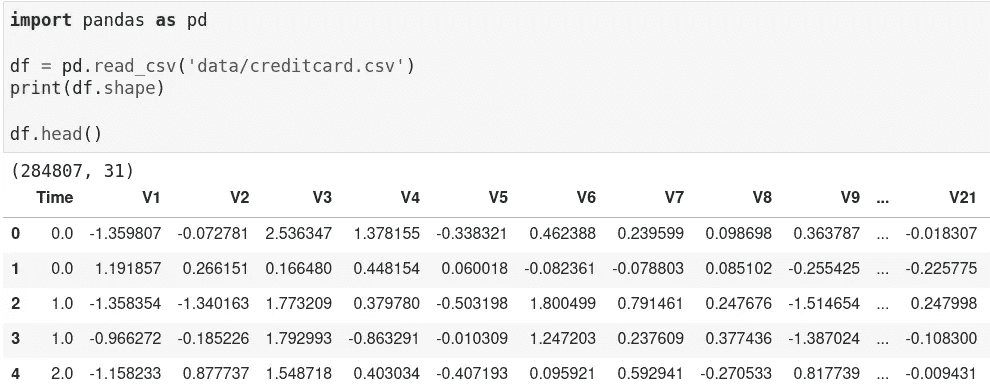 import pandas as pd
df = pd.read_csv('data/creditcard.csv')
print(df.shape)
df.head()
(284807, 31)
Time V1 V2 V3 V4 V5 V6 V7 V8 V9 ... V21
0 0.0 -1.359807 -0.072781 2.536347 1.378155 -0.338321 0.462388 0.239599 0.098698 0.363787 ... -0.018307
1 0.0 1.191857 0.266151 0.166480 0.448154 0.060018 -0.082361 -0.078803 0.085102 -0.255425 ... -0.225775
2 1.0 -1.358354 -1.340163 1.773209 0.379780 -0.503198 1.800499 0.791461 0.247676 -1.514654 ... 0.247998
3 1.0 -0.966272 -0.185226 1.792993 -0.863291 -0.010309 1.247203 0.237609 0.377436 -1.387024 ... -0.108300
4 2.0 -1.158233 0.877737 1.548718 0.403034 -0.407193 0.095921 0.592941 -0.270533 0.817739 ... -0.009431